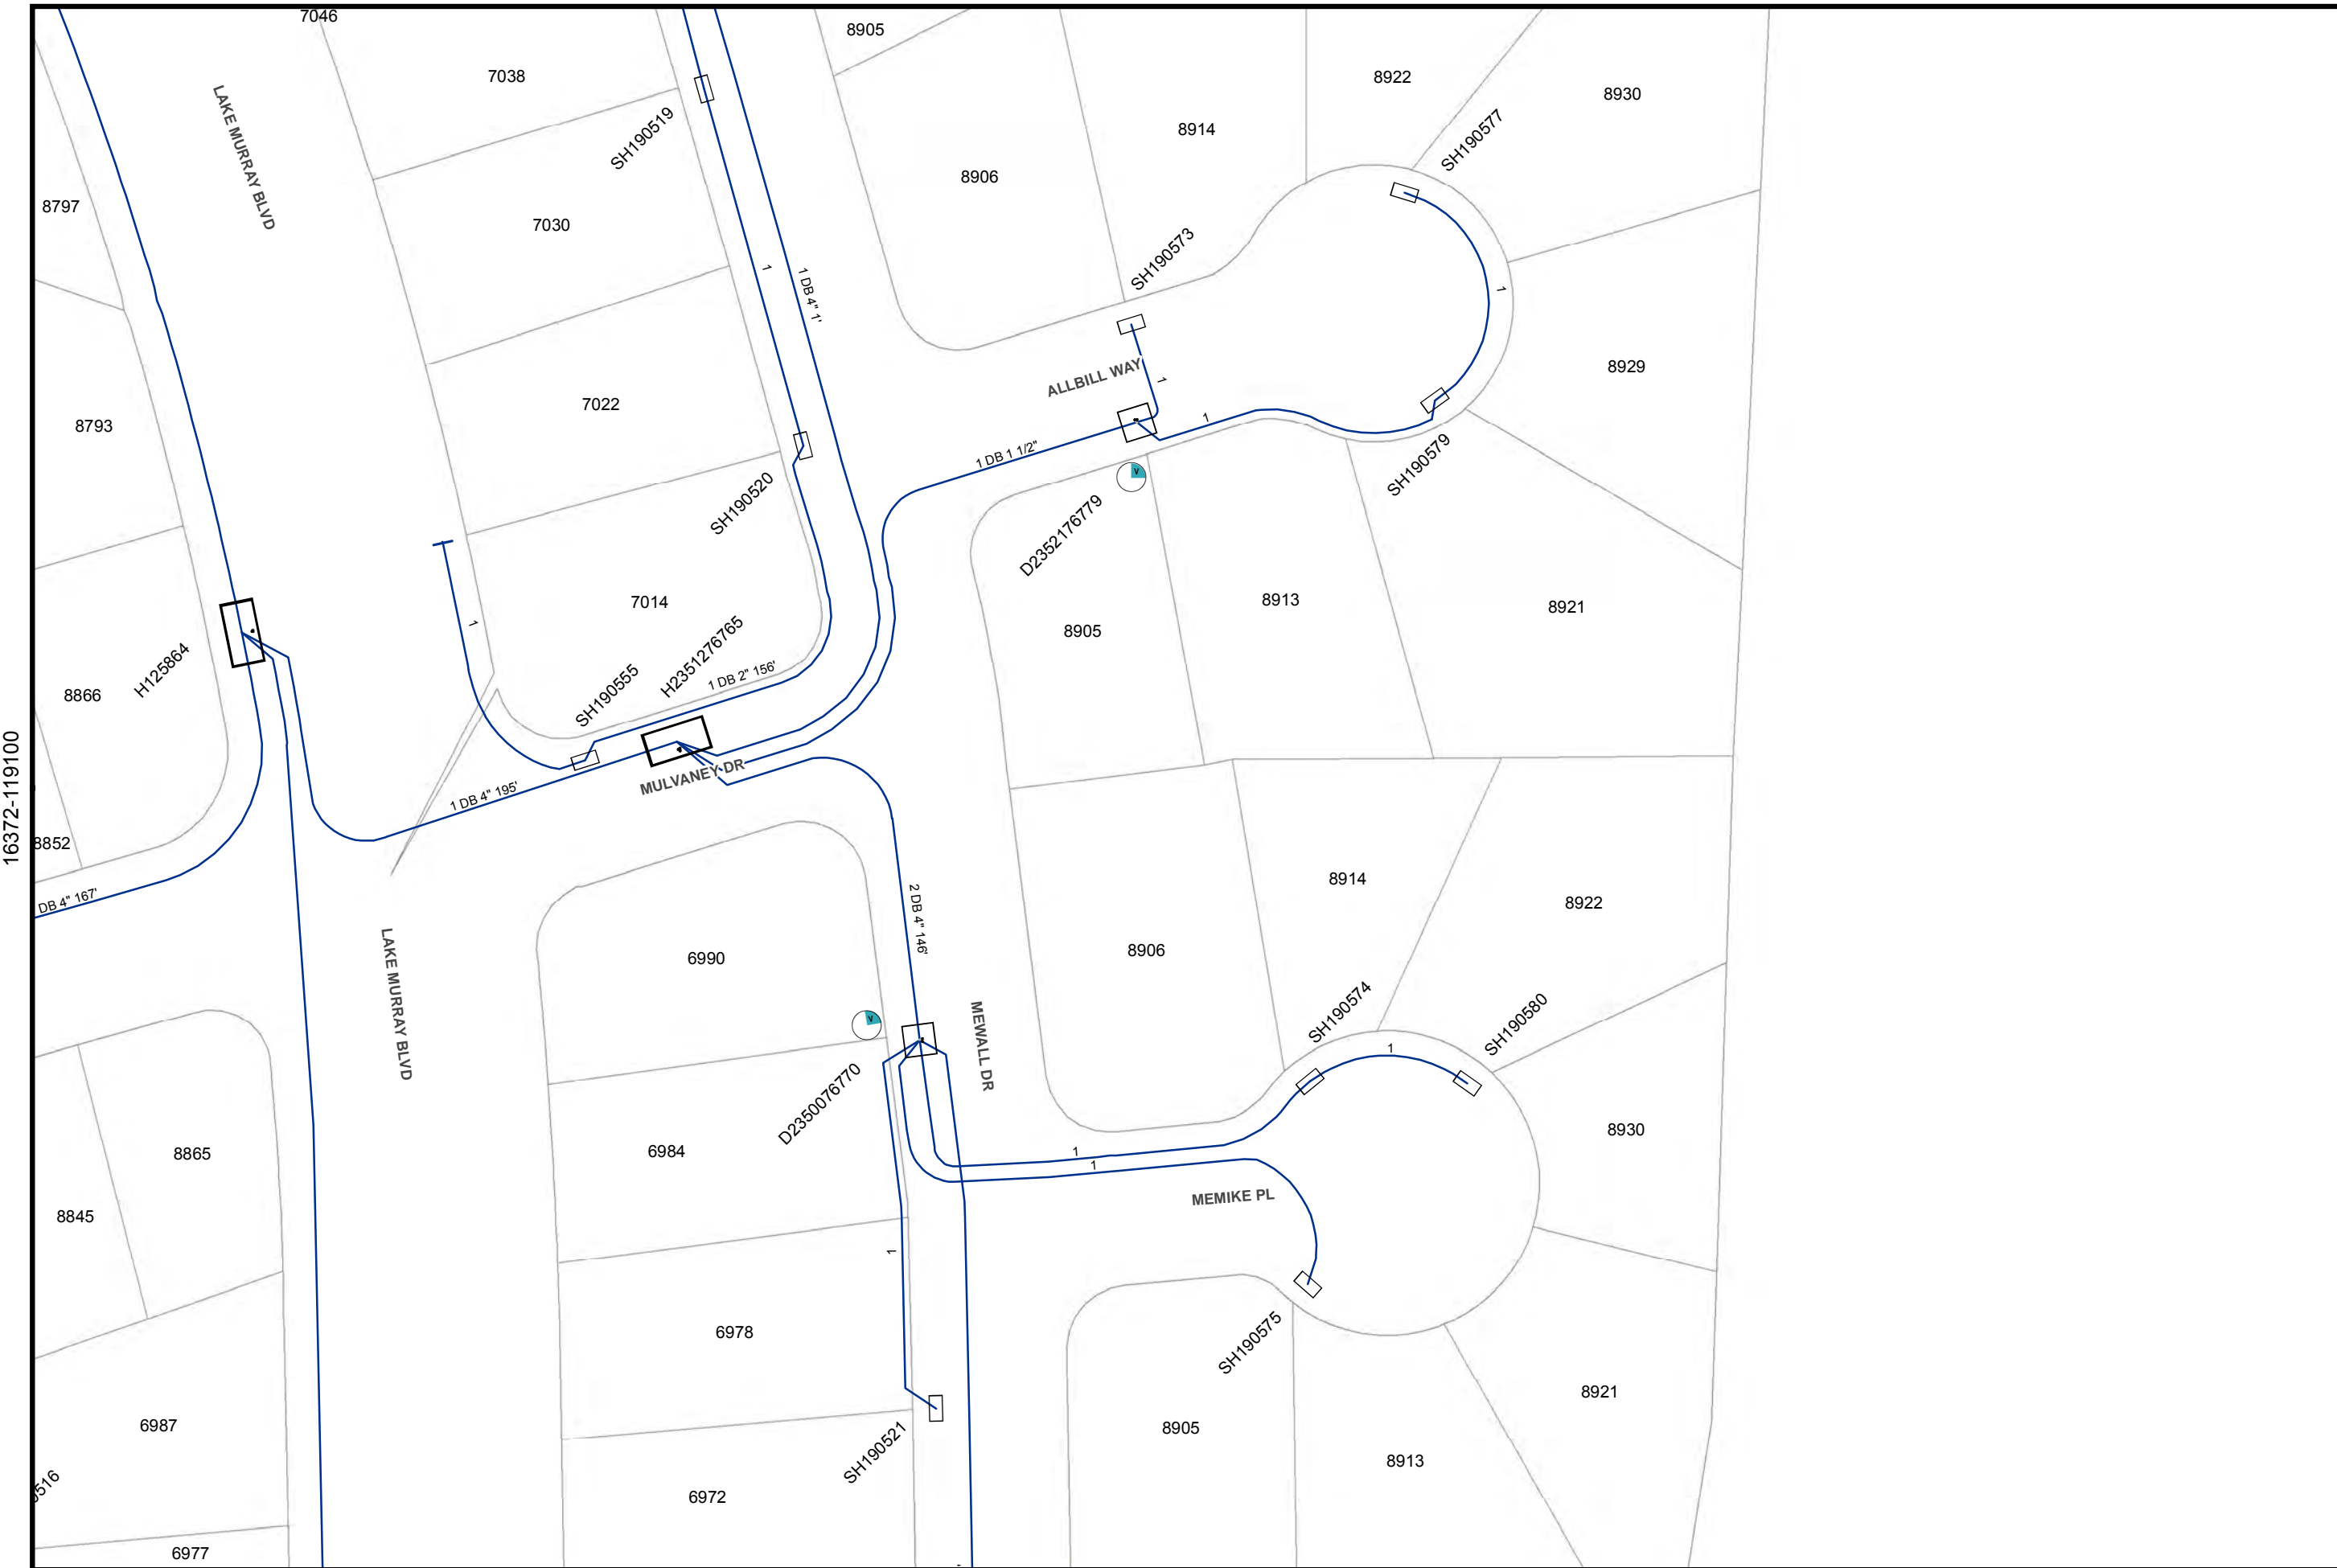 7046
8905
7038
8922
8930
LAKE MURRAY BLVD
SH190519
8914
SH190577
8797
8906
7030
SH190573
1
1 DB 4" 1'
1
8929
ALLBILL WAY
1
7022
1
8793
1 DB 1 1/2"
SH190579
V
SH190520
D2352176779
7014
8913
8921
1
8905
H2351276765
H125864
8866
SH190555
1 DB 2" 156'
MULVANEY DR
1 DB 4" 195'
16372-119100
8852
DB 4" 167'
8914
8922
2 DB 4" 146'
6990
8906
LAKE MURRAY BLVD
SH190574
SH190580
V
MEWALL DR
1
D2350076770
8865
6984
1
1
8930
MEMIKE PL
8845
1
6978
SH190575
8921
6987
8905
SH190521
8913
516
6972
6977